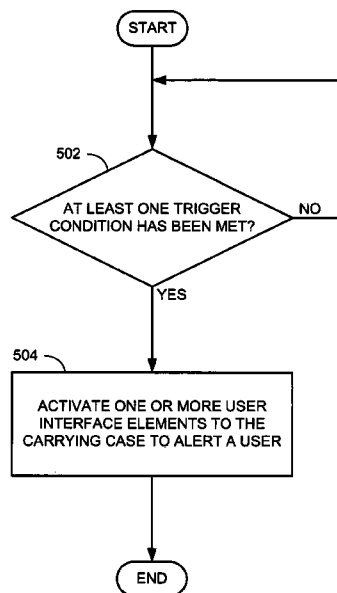 START
502
AT LEAST ONE TRIGGER
CONDITION HAS BEEN MET?
NO
YES
504
ACTIVATE ONE OR MORE USER
INTERFACE ELEMENTS TO THE
CARRYING CASE TO ALERT A USER
END